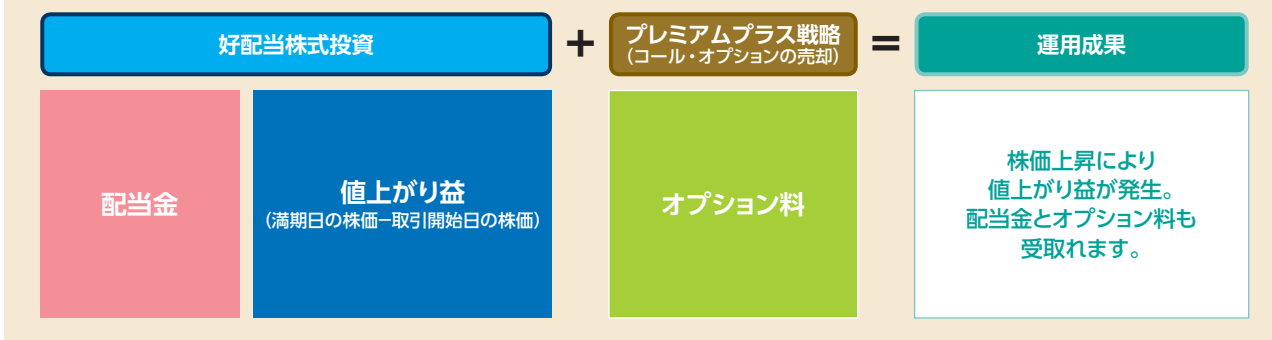 好配当株式投資
+
プレミアムプラス戦略
(コール・オプションの売却)
=
運用成果
配当金
値上がり益
(満期日の株価−取引開始日の株価)
オプション料
株価上昇により
値上がり益が発生。
配当金とオプション料も
受取れます。